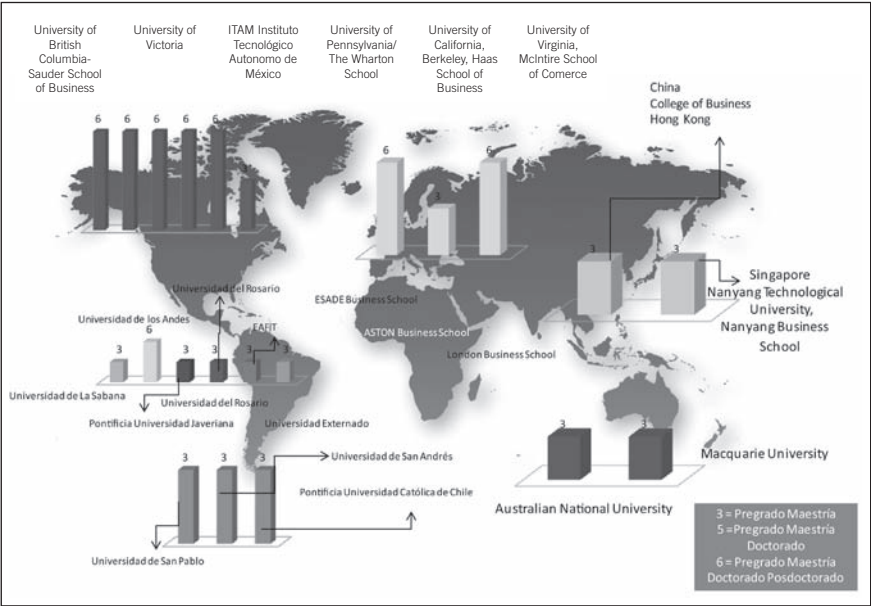 University of
British
Columbia-
Sauder School
of Business
University of
Victoria
ITAM Instituto
Tecnológico
Autonomo de
México
University of
Pennsylvania/
The Wharton
School
University of
California,
Berkeley, Haas
School of
Business
University of
Virginia,
McIntire School
of Comerce
China
College of Business
Hong Kong
6
6
6
6
6
3
6
3
6
3
3
Singapore
Nanyang Technological
University,
Nanyang Business
School
Universidad del Rosario
ESADE Business School
Universidad de los Andes
EAFIT
ASTON Business School
London Business School
3
6
3
3
3
3
Universidad de La Sabana
Universidad del Rosario
Pontificia Universidad Javeriana
Universidad Externado
3
3
3
Universidad de San Andrés
Pontificia Universidad Católica de Chile
Universidad de San Pablo
3
3
Macquarie University
Australian National University
3 = Pregrado Maestría
5 =Pregrado Maestría
Doctorado
6 = Pregrado Maestría
Doctorado Posdoctorado